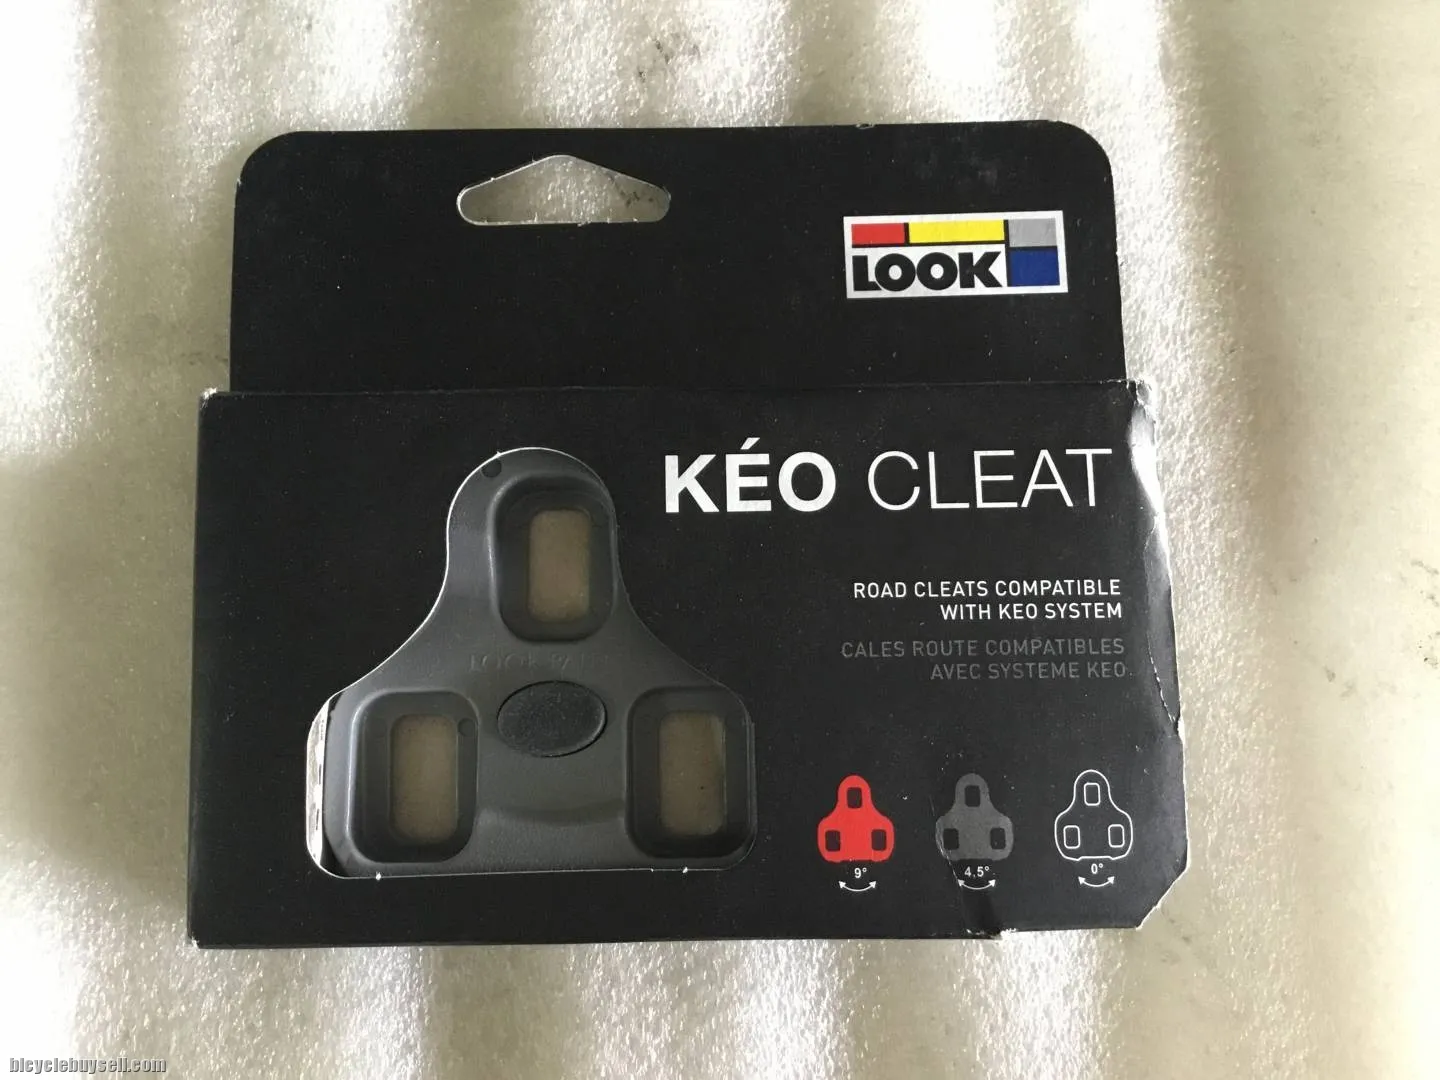 LOOK
KÉO CLEAT
ROAD CLEATS COMPATIBLE
WITH KEO SYSTEM
CALES ROUTE COMPATIBLES
AVEC SYSTEME KEO
9°
4,5°
0°
bicyclebuysell.com